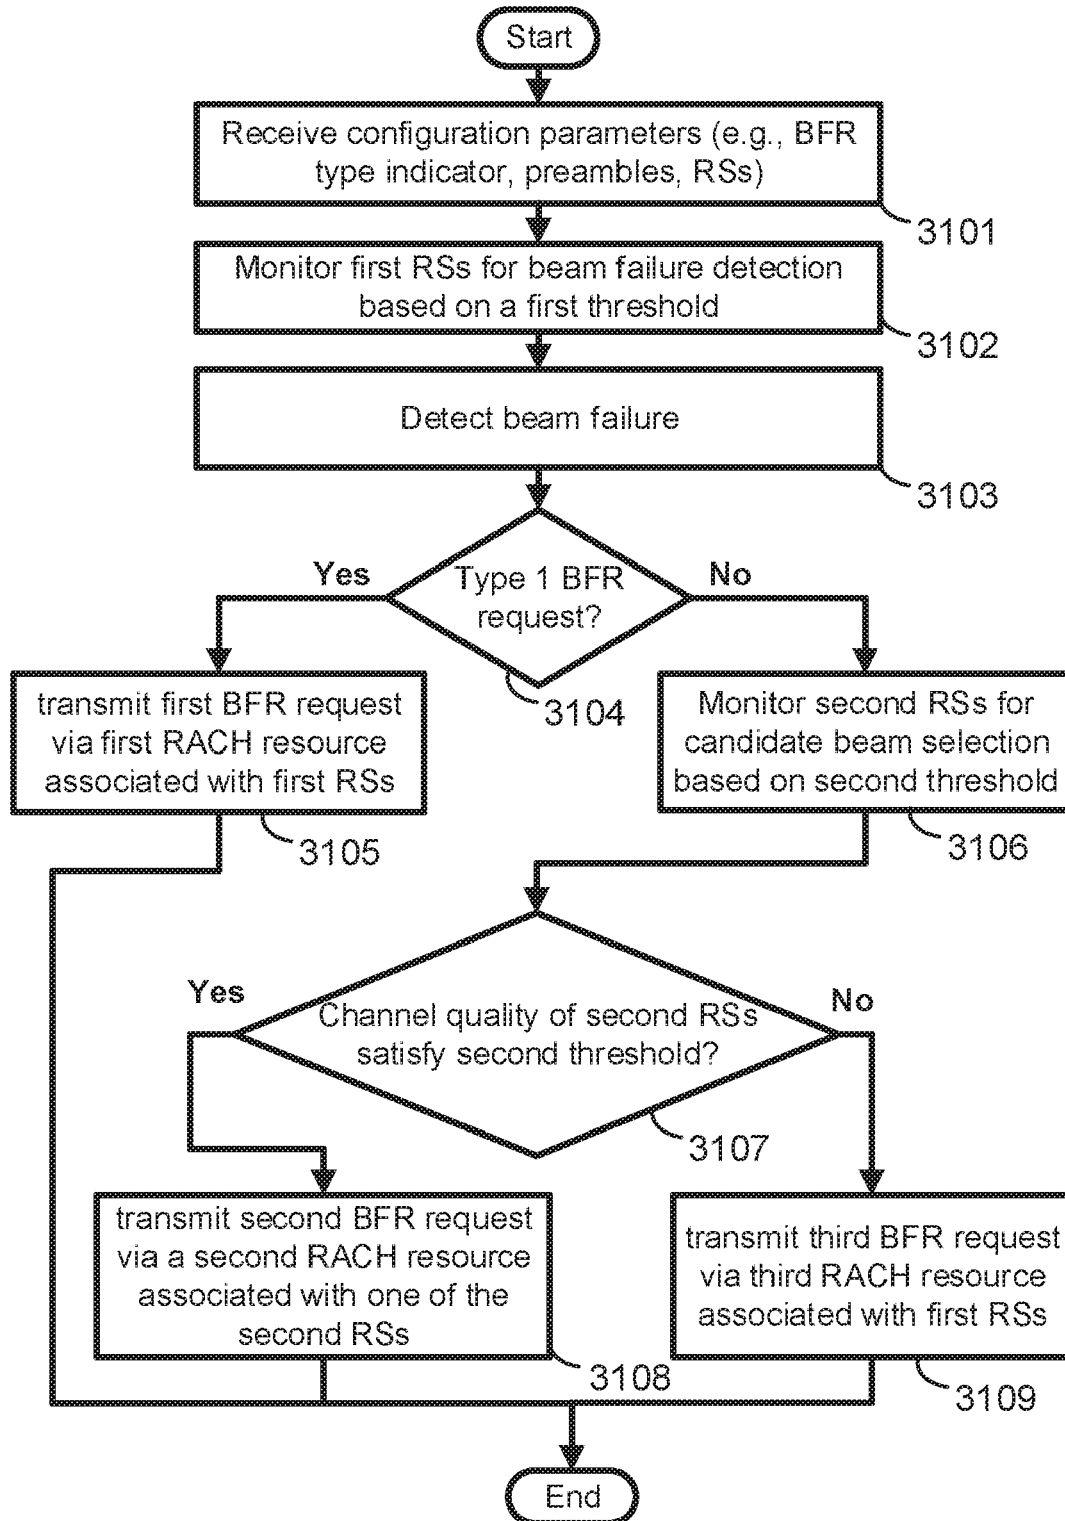 Start
Receive configuration parameters (e.g., BFR
type indicator, preambles, RSs)
3101
Monitor first RSs for beam failure detection
based on a first threshold
3102
Detect beam failure
3103
Yes
Type 1 BFR
request?
No
3104
transmit first BFR request
via first RACH resource
associated with first RSs
3105
Monitor second RSs for
candidate beam selection
based on second threshold
3106
Yes
Channel quality of second RSs
satisfy second threshold?
No
3107
transmit second BFR request
via a second RACH resource
associated with one of the
second RSs
3108
transmit third BFR request
via third RACH resource
associated with first RSs
3109
End